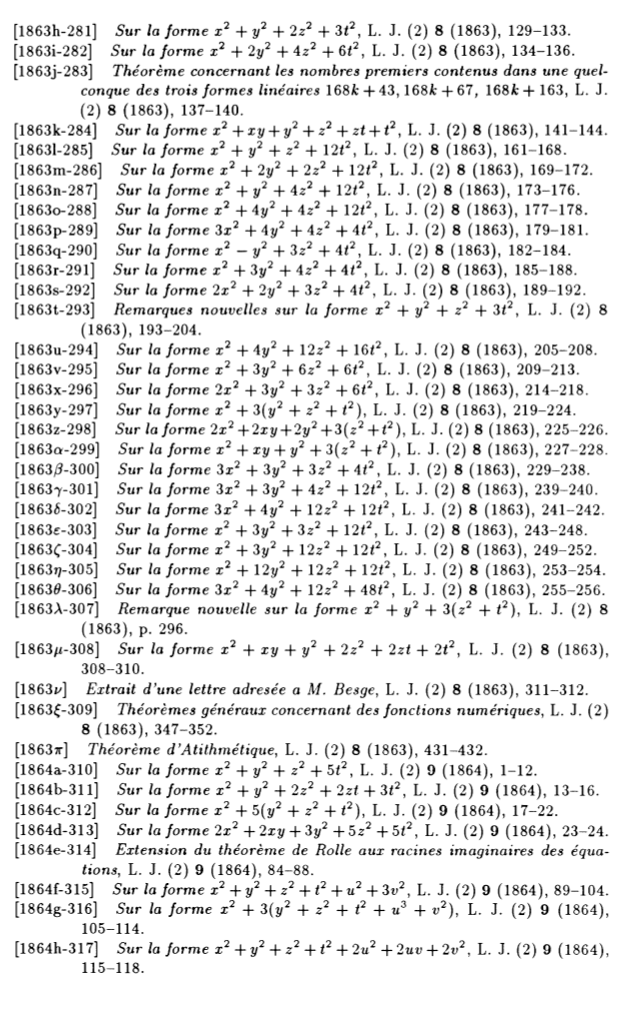 [1863h-281] Sur la forme x² + y² + 2z² + 3t², L. J. (2) 8 (1863), 129–133.
[1863i-282] Sur la forme x² + 2y² + 4z² + 6t², L. J. (2) 8 (1863), 134–136.
[1863j-283] Théorème concernant les nombres premiers contenus dans une quel-
conque des trois formes linéaires 168k + 43, 168k + 67, 168k + 163, L. J.
(2) 8 (1863), 137–140.
[1863k-284] Sur la forme x² + xy + y² + z² + zt + t², L. J. (2) 8 (1863), 141–144.
[1863l-285] Sur la forme x² + y² + z² + 12t², L. J. (2) 8 (1863), 161–168.
[1863m-286] Sur la forme x² + 2y² + 2z² + 12t², L. J. (2) 8 (1863), 169–172.
[1863n-287] Sur la forme x² + y² + 4z² + 12t², L. J. (2) 8 (1863), 173–176.
[1863o-288] Sur la forme x² + 4y² + 4z² + 12t², L. J. (2) 8 (1863), 177–178.
[1863p-289] Sur la forme 3x² + 4y² + 4z² + 4t², L. J. (2) 8 (1863), 179–181.
[1863q-290] Sur la forme x² − y² + 3z² + 4t², L. J. (2) 8 (1863), 182–184.
[1863r-291] Sur la forme x² + 3y² + 4z² + 4t², L. J. (2) 8 (1863), 185–188.
[1863s-292] Sur la forme 2x² + 2y² + 3z² + 4t², L. J. (2) 8 (1863), 189–192.
[1863t-293] Remarques nouvelles sur la forme x² + y² + z² + 3t², L. J. (2) 8
(1863), 193–204.
[1863u-294] Sur la forme x² + 4y² + 12z² + 16t², L. J. (2) 8 (1863), 205–208.
[1863v-295] Sur la forme x² + 3y² + 6z² + 6t², L. J. (2) 8 (1863), 209–213.
[1863x-296] Sur la forme 2x² + 3y² + 3z² + 6t², L. J. (2) 8 (1863), 214–218.
[1863y-297] Sur la forme x² + 3(y² + z² + t²), L. J. (2) 8 (1863), 219–224.
[1863z-298] Sur la forme 2x² + 2xy + 2y² + 3(z² + t²), L. J. (2) 8 (1863), 225–226.
[1863α-299] Sur la forme x² + xy + y² + 3(z² + t²), L. J. (2) 8 (1863), 227–228.
[1863β-300] Sur la forme 3x² + 3y² + 3z² + 4t², L. J. (2) 8 (1863), 229–238.
[1863γ-301] Sur la forme 3x² + 3y² + 4z² + 12t², L. J. (2) 8 (1863), 239–240.
[1863δ-302] Sur la forme 3x² + 4y² + 12z² + 12t², L. J. (2) 8 (1863), 241–242.
[1863ε-303] Sur la forme x² + 3y² + 3z² + 12t², L. J. (2) 8 (1863), 243–248.
[1863ζ-304] Sur la forme x² + 3y² + 12z² + 12t², L. J. (2) 8 (1863), 249–252.
[1863η-305] Sur la forme x² + 12y² + 12z² + 12t², L. J. (2) 8 (1863), 253–254.
[1863θ-306] Sur la forme 3x² + 4y² + 12z² + 48t², L. J. (2) 8 (1863), 255–256.
[1863λ-307] Remarque nouvelle sur la forme x² + y² + 3(z² + t²), L. J. (2) 8
(1863), p. 296.
[1863μ-308] Sur la forme x² + xy + y² + 2z² + 2zt + 2t², L. J. (2) 8 (1863),
308–310.
[1863ν] Extrait d'une lettre adresée a M. Besge, L. J. (2) 8 (1863), 311–312.
[1863ξ-309] Théorèmes généraux concernant des fonctions numériques, L. J. (2)
8 (1863), 347–352.
[1863π] Théorème d'Atithmétique, L. J. (2) 8 (1863), 431–432.
[1864a-310] Sur la forme x² + y² + z² + 5t², L. J. (2) 9 (1864), 1–12.
[1864b-311] Sur la forme x² + y² + 2z² + 2zt + 3t², L. J. (2) 9 (1864), 13–16.
[1864c-312] Sur la forme x² + 5(y² + z² + t²), L. J. (2) 9 (1864), 17–22.
[1864d-313] Sur la forme 2x² + 2xy + 3y² + 5z² + 5t², L. J. (2) 9 (1864), 23–24.
[1864e-314] Extension du théorème de Rolle aux racines imaginaires des équa-
tions, L. J. (2) 9 (1864), 84–88.
[1864f-315] Sur la forme x² + y² + z² + t² + u² + 3v², L. J. (2) 9 (1864), 89–104.
[1864g-316] Sur la forme x² + 3(y² + z² + t² + u³ + v²), L. J. (2) 9 (1864),
105–114.
[1864h-317] Sur la forme x² + y² + z² + t² + 2u² + 2uv + 2v², L. J. (2) 9 (1864),
115–118.